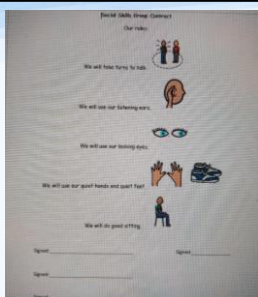 Social Skills Group Contract
Our rules:
We will take turns to talk.
We will use our listening ears.
We will use our looking eyes.
We will use our quiet hands and quiet feet.
We will do good sitting.
Signed:
Signed:
Signed: